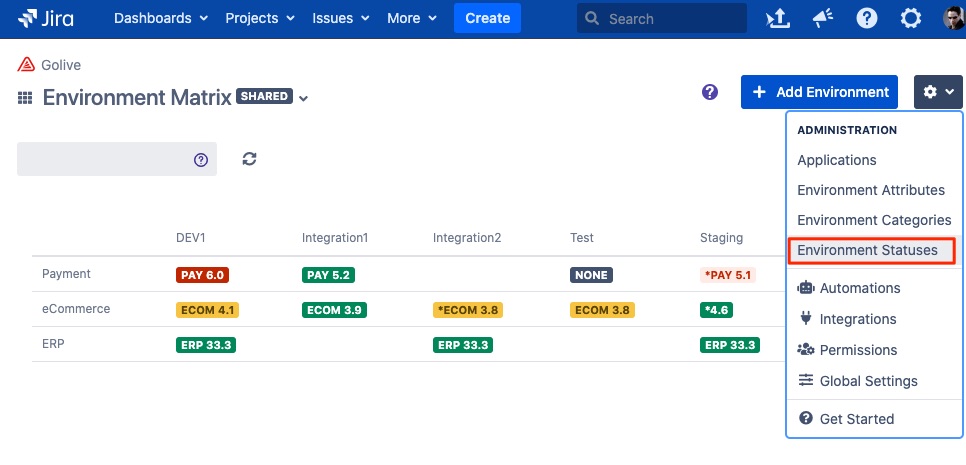 Jira Dashboards Projects Issues More Create Search
Golive
Environment Matrix SHARED
Add Environment
ADMINISTRATION
Applications
Environment Attributes
Environment Categories
Environment Statuses
Automations
Integrations
Permissions
Global Settings
Get Started
DEV1 Integration1 Integration2 Test Staging
Payment PAY 6.0 PAY 5.2 NONE *PAY 5.1
eCommerce ECOM 4.1 ECOM 3.9 *ECOM 3.8 ECOM 3.8 *4.6
ERP ERP 33.3 ERP 33.3 ERP 33.3